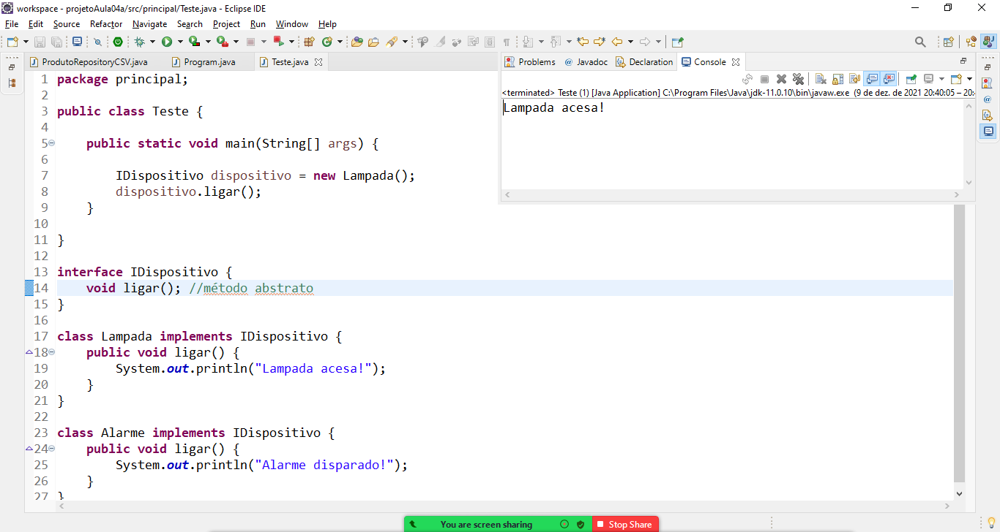 workspace - projetoAula04a/src/principal/Teste.java - Eclipse IDE
File Edit Source Refactor Navigate Search Project Run Window Help
ProdutoRepositoryCSV.java Program.java Teste.java
Problems @ Javadoc Declaration Console
<terminated> Teste (1) [Java Application] C:\Program Files\Java\jdk-11.0.10\bin\javaw.exe (9 de dez. de 2021 20:40:05 – 20:
Lampada acesa!
1 package principal;
2
3 public class Teste {
4
5 public static void main(String[] args) {
6
7 IDispositivo dispositivo = new Lampada();
8 dispositivo.ligar();
9 }
10
11 }
12
13 interface IDispositivo {
14 void ligar(); //método abstrato
15 }
16
17 class Lampada implements IDispositivo {
18 public void ligar() {
19 System.out.println("Lampada acesa!");
20 }
21 }
22
23 class Alarme implements IDispositivo {
24 public void ligar() {
25 System.out.println("Alarme disparado!");
26 }
27 }
You are screen sharing Stop Share